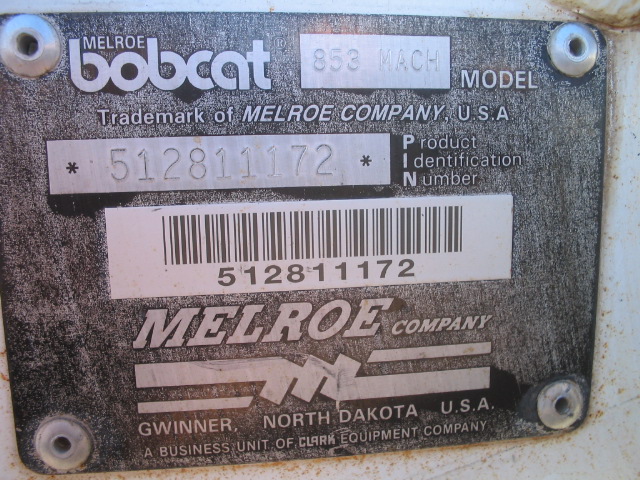 MELROE
bobcat 853 MACH MODEL
Trademark of MELROE COMPANY, U.S.A
* 512811172 *
Product
Identification
Number
512811172
MELROE COMPANY
GWINNER, NORTH DAKOTA U.S.A.
A BUSINESS UNIT OF CLARK EQUIPMENT COMPANY